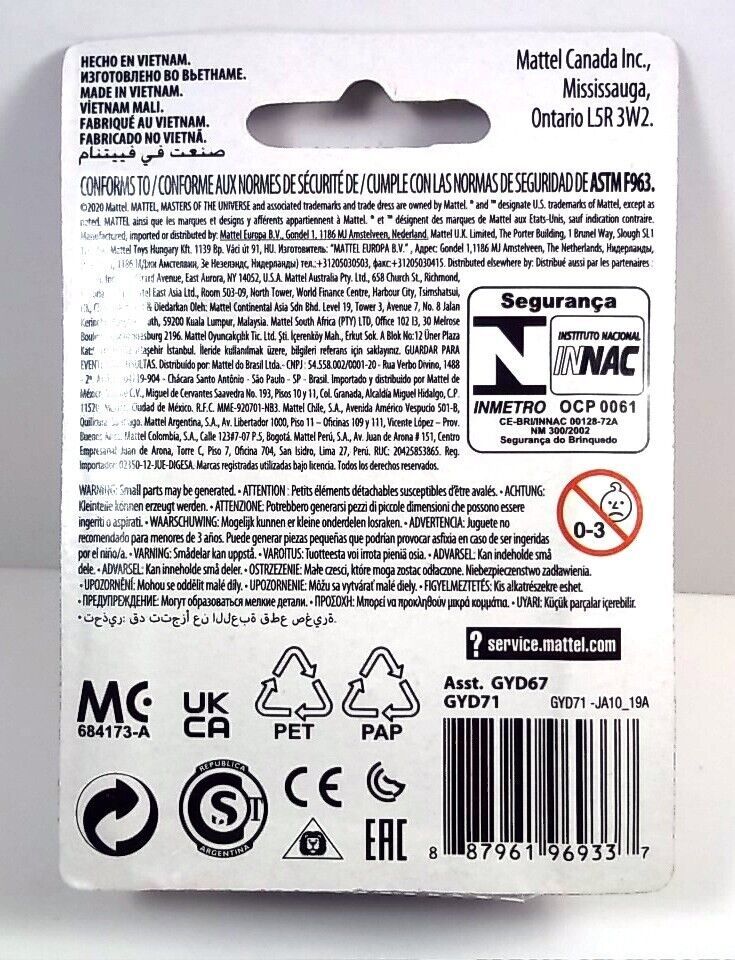 HECHO EN VIETNAM.
ИЗГОТОВЛЕНО ВО ВЬЕТНАМЕ.
MADE IN VIETNAM.
VİETNAM MALI.
FABRIQUÉ AU VIETNAM.
FABRICADO NO VIETNÃ.
صنعت في فييتنام
Mattel Canada Inc.,
Mississauga,
Ontario L5R 3W2.
CONFORMS TO / CONFORME AUX NORMES DE SÉCURITÉ DE / CUMPLE CON LAS NORMAS DE SEGURIDAD DE ASTM F963.
©2020 Mattel. MATTEL, MASTERS OF THE UNIVERSE and associated trademarks and trade dress are owned by Mattel. ® et ™ designate U.S. trademarks of Mattel, except as
noted. MATTEL ainsi que les marques et designs y afférents appartiennent à Mattel. ® et ™ désignent des marques de Mattel aux États-Unis, sauf indication contraire.
Manufactured, imported or distributed by: Mattel Europa B.V., Gondel 1, 1186 MJ Amstelveen, Nederland. Mattel U.K. Limited, The Porter Building, 1 Brunel Way, Slough SL1
Mattel Toys Hungary Kft. 1139 Bp. Váci út 91, HU. Изготовитель: "MATTEL EUROPA B.V.", Адрес: Gondel 1,1186 MJ Amstelveen, The Netherlands, Нидерланды,
1186 МДжи Амстелвин, Зе Незелэндс, Нидерланды) тел.:+31205030503, факс:+31205030415. Distributed elsewhere by: Distribué aussi par les partenaires :
Avenue, East Aurora, NY 14052, U.S.A. Mattel Australia Pty. Ltd., 658 Church St., Richmond,
East Asia Ltd., Room 503-09, North Tower, World Finance Centre, Harbour City, Tsimshatsui,
& Diedarkan Oleh: Mattel Continental Asia Sdn Bhd. Level 19, Tower 3, Avenue 7, No. 8 Jalan
59200 Kuala Lumpur, Malaysia. Mattel South Africa (PTY) LTD, Office 102 I3, 30 Melrose
2196. Mattel Oyuncakçılık Tic. Ltd. Şti. İçerenköy Mah., Erkut Sok. A Blok No:12 Üner Plaza
İstanbul. İleride kullanılmak üzere, bilgileri referans için saklayınız. GUARDAR PARA
Distribuido por: Mattel do Brasil Ltda.- CNPJ : 54.558.002/0001-20 - Rua Verbo Divino, 1488
- 2º - Chácara Santo Antônio - São Paulo - SP - Brasil. Importado y distribuido por Mattel de
C.V., Miguel de Cervantes Saavedra No. 193, Pisos 10 y 11, Col. Granada, Alcaldía Miguel Hidalgo, C.P.
Ciudad de México. R.F.C. MME-920701-NB3. Mattel Chile, S.A., Avenida Américo Vespucio 501-B,
Mattel Argentina, S.A., Av. Libertador 1000, Piso 11 – Oficinas 109 y 111, Vicente López – Prov.
Buenos Mattel Colombia, S.A., Calle 123#07-07 P.5, Bogotá. Mattel Perú, S.A., Av. Juan de Arona # 151, Centro
Empresarial Juan de Arona, Torre C, Piso 7, Oficina 704, San Isidro, Lima 27, Perú. RUC: 20425853865. Reg.
Importador: 02350-12-JUE-DIGESA. Marcas registradas utilizadas bajo licencia. Todos los derechos reservados.
Segurança
INSTITUTO NACIONAL
INNAC
INMETRO OCP 0061
CE-BRI/INNAC 00128-72A
NM 300/2002
Segurança do Brinquedo
WARNING: Small parts may be generated. • ATTENTION : Petits éléments détachables susceptibles d'être avalés. • ACHTUNG:
Kleinteile können erzeugt werden. • ATTENZIONE: Potrebbero generarsi pezzi di piccole dimensioni che possono essere
ingeriti o aspirati. • WAARSCHUWING: Mogelijk kunnen er kleine onderdelen losraken. • ADVERTENCIA: Juguete no
recomendado para menores de 3 años. Puede generar piezas pequeñas que podrían provocar asfixia en caso de ser ingeridas
por el niño/a. • VARNING: Smådelar kan uppstå. • VAROITUS: Tuotteesta voi irrota pieniä osia. • ADVARSEL: Kan indeholde små
dele. • ADVARSEL: Kan inneholde små deler. • OSTRZEŻENIE: Małe części, które mogą zostać odłączone. Niebezpieczeństwo zadławienia.
• UPOZORNĚNÍ: Mohou se oddělit malé díly. • UPOZORNENIE: Môžu sa vytvárať malé diely. • FIGYELMEZTETÉS: Kis alkatrészekre eshet.
• ПРЕДУПРЕЖДЕНИЕ: Могут образоваться мелкие детали. • ΠΡΟΣΟΧΗ: Μπορεί να προκληθούν μικρά κομμάτια. • UYARI: Küçük parçalar içerebilir.
• تحذير: قد تتجزأ عن اللعبة قطع صغيرة.
0-3
? service.mattel.com
MC
684173-A
UK
CA
PET
PAP
Asst. GYD67
GYD71 GYD71 -JA10_19A
REPUBLICA
ARGENTINA
CE
EAC
8 87961 96933 7